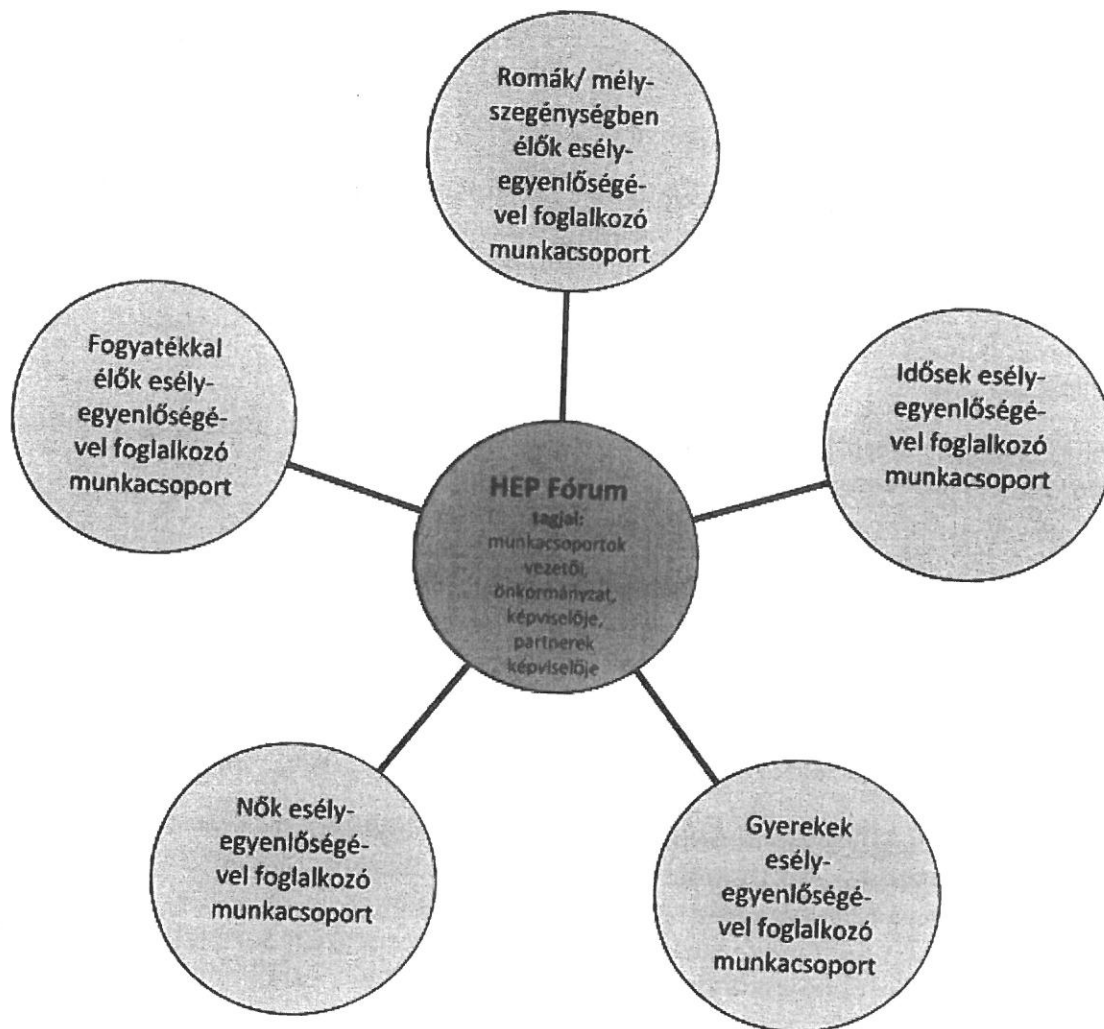 Romák/ mély-
szegénységben
élők esély-
egyenlőségé-
vel foglalkozó
munkacsoport
Fogyatékkal
élők esély-
egyenlőségé-
vel foglalkozó
munkacsoport
Idősek esély-
egyenlőségé-
vel foglalkozó
munkacsoport
HEP Fórum
tagjai:
munkacsoportok
vezetői,
önkormányzat,
képviselője,
partnerek
képviselője
Nők esély-
egyenlőségé-
vel foglalkozó
munkacsoport
Gyerekek
esély-
egyenlőségé-
vel foglalkozó
munkacsoport